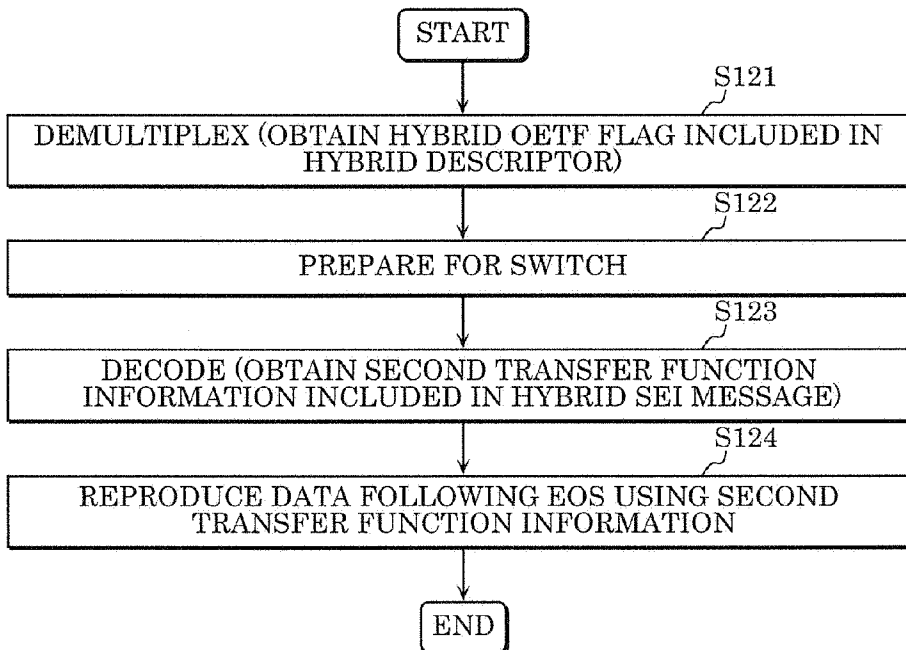 START
S121
DEMULTIPLEX (OBTAIN HYBRID OETF FLAG INCLUDED IN
HYBRID DESCRIPTOR)
S122
PREPARE FOR SWITCH
S123
DECODE (OBTAIN SECOND TRANSFER FUNCTION
INFORMATION INCLUDED IN HYBRID SEI MESSAGE)
S124
REPRODUCE DATA FOLLOWING EOS USING SECOND
TRANSFER FUNCTION INFORMATION
END